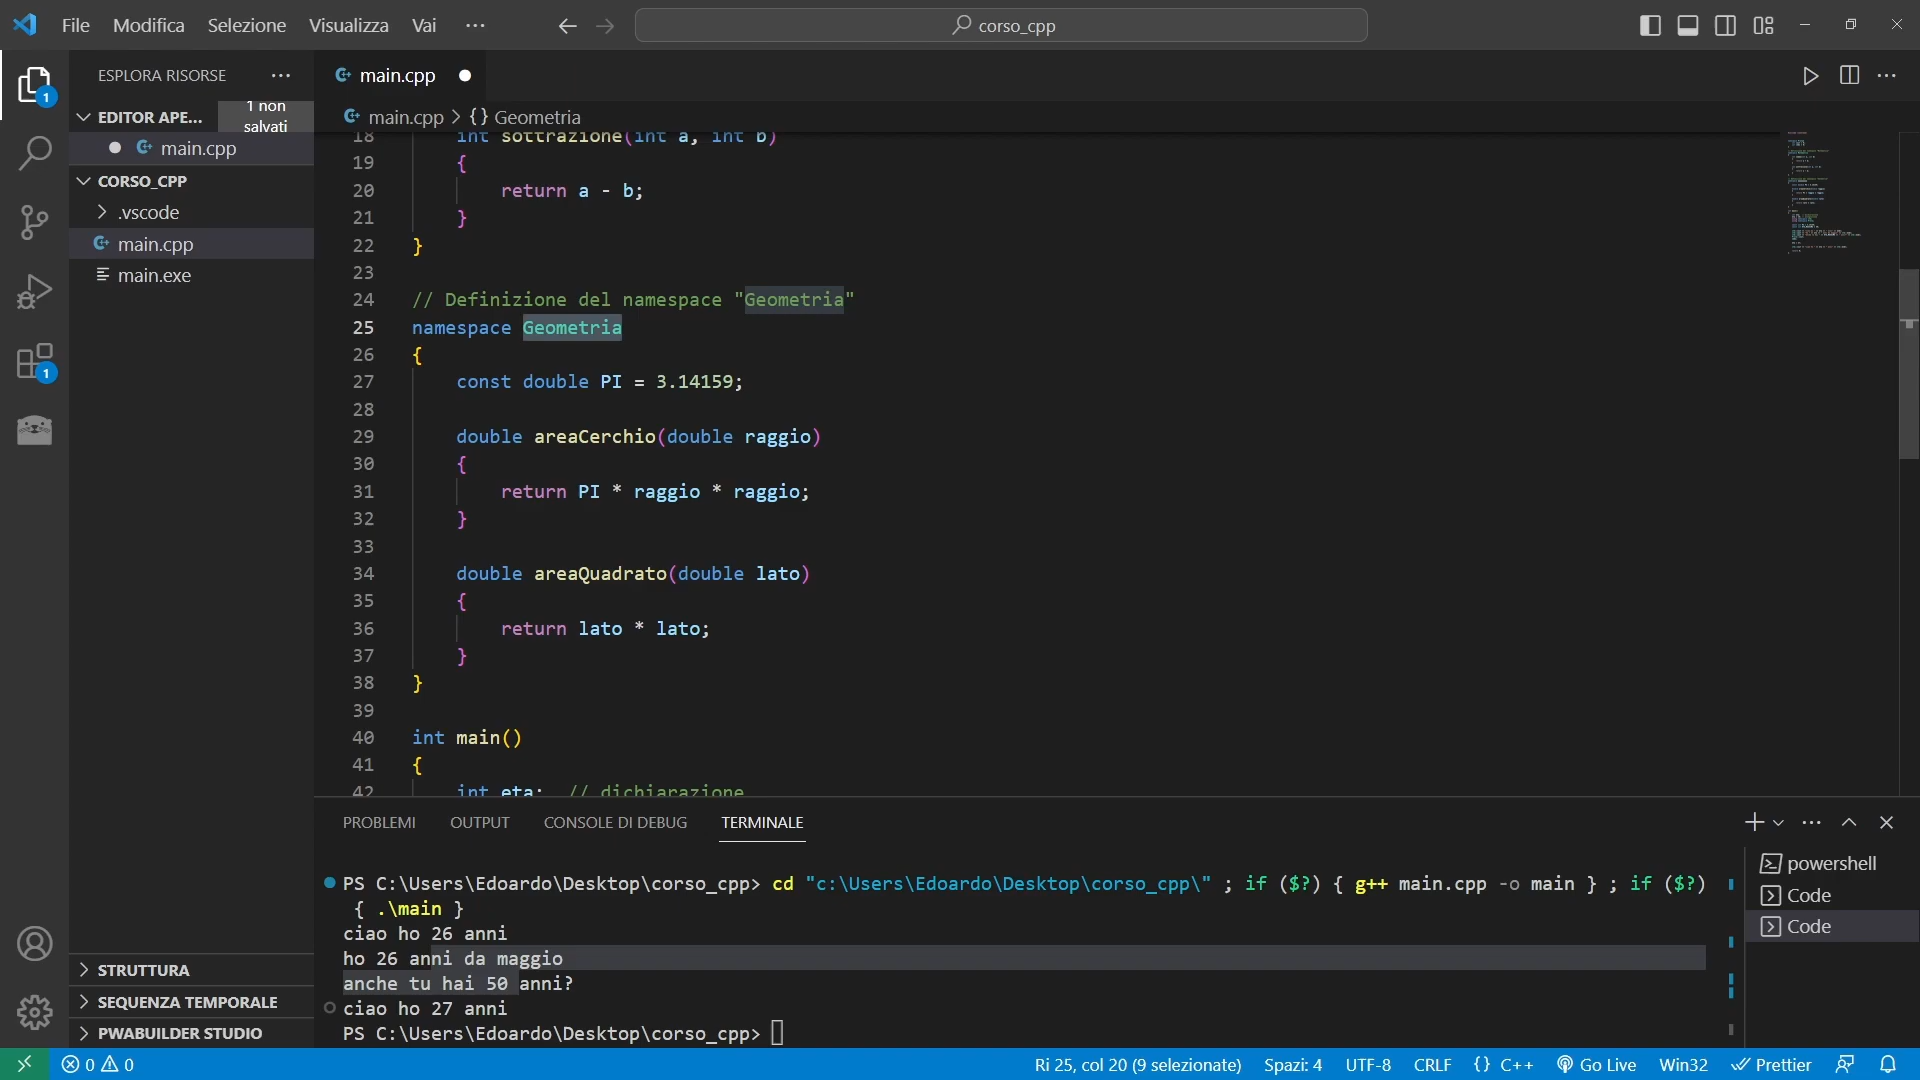 File Modifica Selezione Visualizza Vai ··· corso_cpp
ESPLORA RISORSE ···
EDITOR APE... 1 non salvati
main.cpp
CORSO_CPP
.vscode
main.cpp
main.exe
STRUTTURA
SEQUENZA TEMPORALE
PWABUILDER STUDIO
1
1
main.cpp
main.cpp > {} Geometria
18 int sottrazione(int a, int b)
19 {
20 return a - b;
21 }
22 }
23
24 // Definizione del namespace "Geometria"
25 namespace Geometria
26 {
27 const double PI = 3.14159;
28
29 double areaCerchio(double raggio)
30 {
31 return PI * raggio * raggio;
32 }
33
34 double areaQuadrato(double lato)
35 {
36 return lato * lato;
37 }
38 }
39
40 int main()
41 {
42 int eta; // dichiarazione
PROBLEMI OUTPUT CONSOLE DI DEBUG TERMINALE
PS C:\Users\Edoardo\Desktop\corso_cpp> cd "c:\Users\Edoardo\Desktop\corso_cpp\" ; if ($?) { g++ main.cpp -o main } ; if ($?)
{ .\main }
ciao ho 26 anni
ho 26 anni da maggio
anche tu hai 50 anni?
ciao ho 27 anni
PS C:\Users\Edoardo\Desktop\corso_cpp>
powershell
Code
Code
0 0 Ri 25, col 20 (9 selezionate) Spazi: 4 UTF-8 CRLF {} C++ Go Live Win32 Prettier